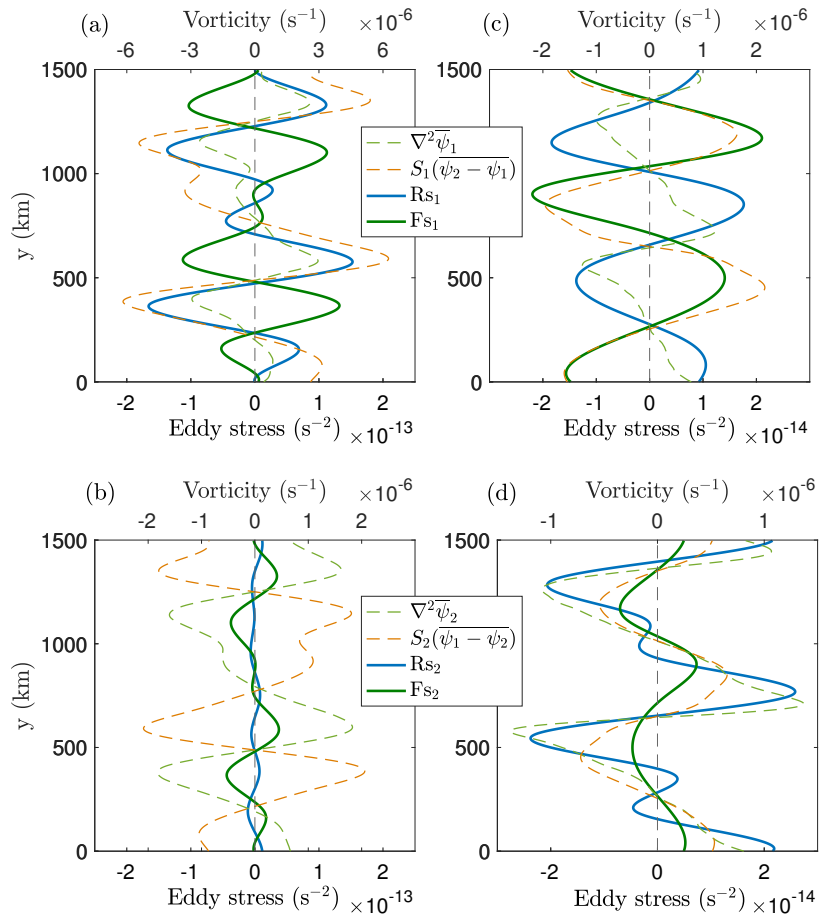 (a) Vorticity (s⁻¹) ×10⁻⁶
-6 -3 0 3 6
1500
1000
500
0
y (km)
-2 -1 0 1 2
Eddy stress (s⁻²) ×10⁻¹³
(c) Vorticity (s⁻¹) ×10⁻⁶
-2 -1 0 1 2
1500
1000
500
0
-2 -1 0 1 2
Eddy stress (s⁻²) ×10⁻¹⁴
∇²ψ̅₁
S₁(\overline{ψ₂ − ψ₁})
Rs₁
Fs₁
(b) Vorticity (s⁻¹) ×10⁻⁶
-2 -1 0 1 2
1500
1000
500
0
y (km)
-2 -1 0 1 2
Eddy stress (s⁻²) ×10⁻¹³
(d) Vorticity (s⁻¹) ×10⁻⁶
-1 0 1
1500
1000
500
0
-2 -1 0 1 2
Eddy stress (s⁻²) ×10⁻¹⁴
∇²ψ̅₂
S₂(\overline{ψ₁ − ψ₂})
Rs₂
Fs₂